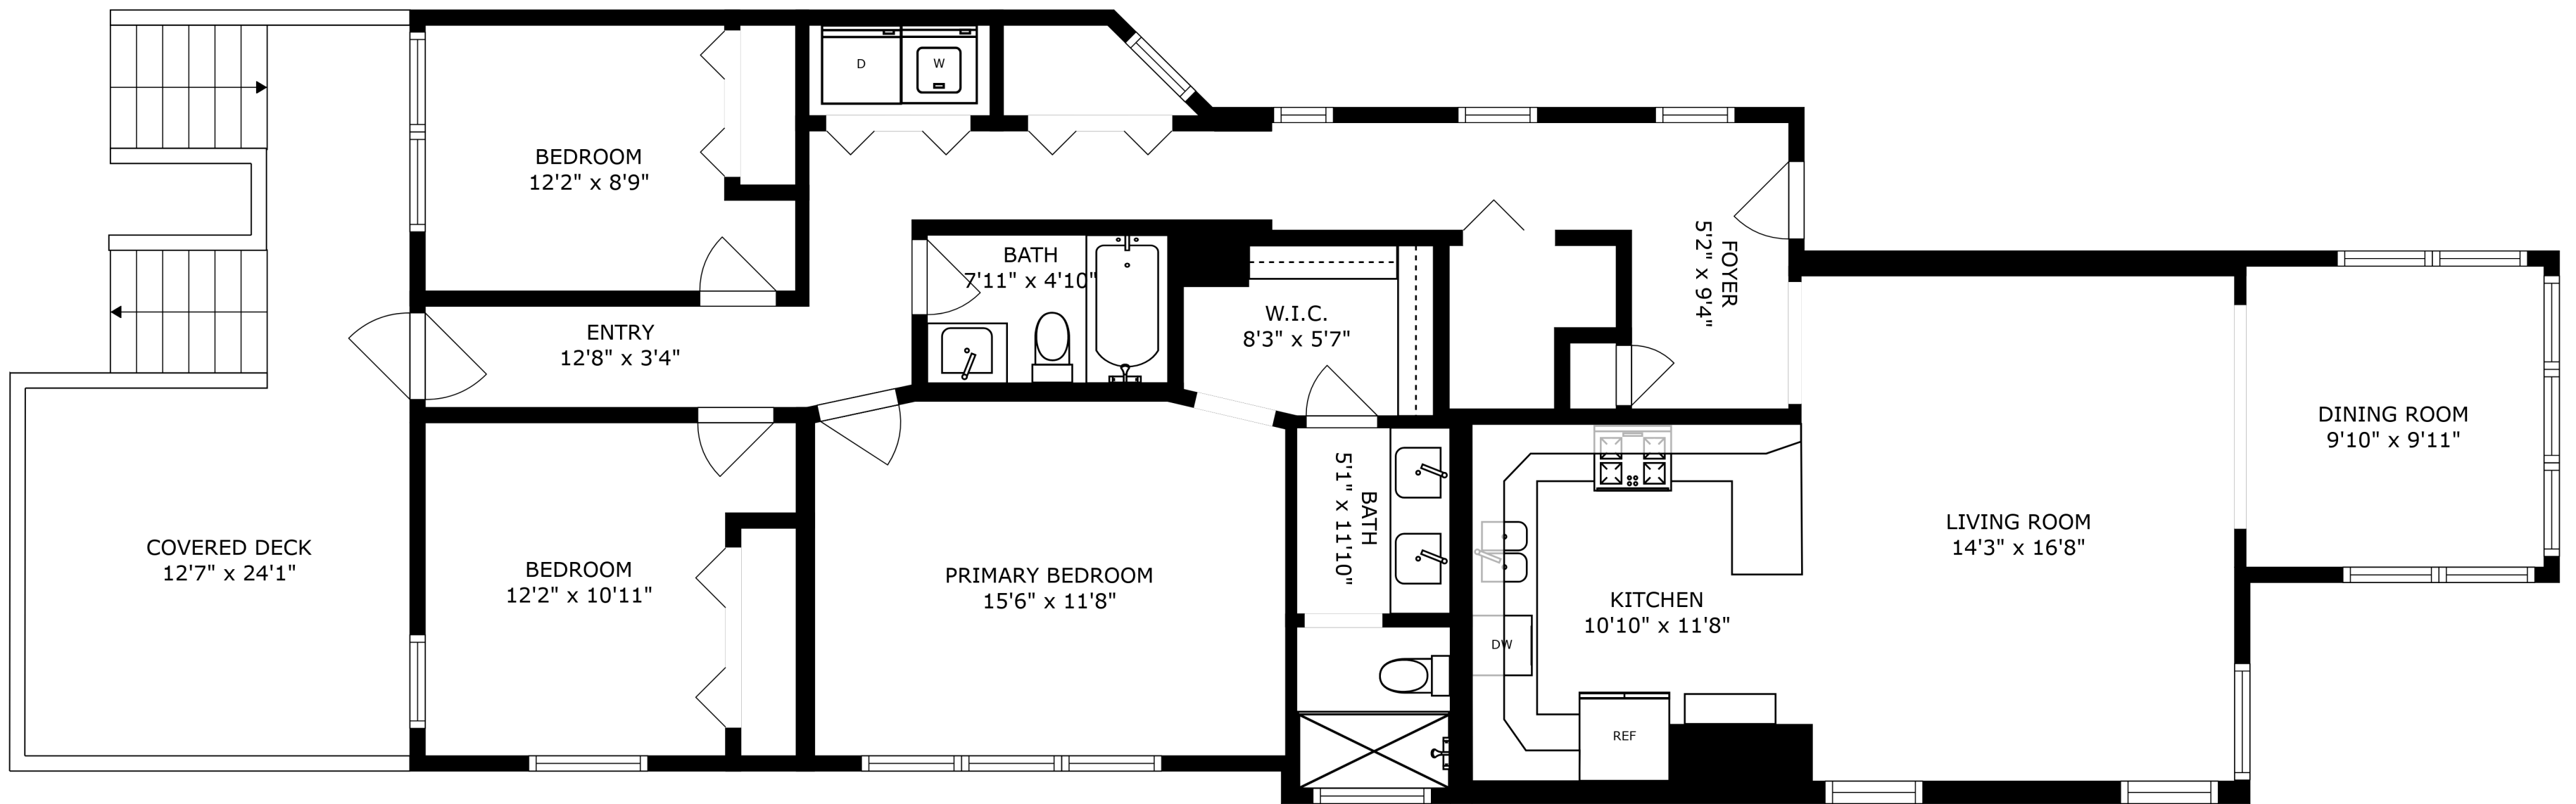 D
W
BEDROOM
12'2" x 8'9"
BATH
7'11" x 4'10"
FOYER
5'2" x 9'4"
W.I.C.
8'3" x 5'7"
ENTRY
12'8" x 3'4"
DINING ROOM
9'10" x 9'11"
BATH
5'1" x 11'10"
LIVING ROOM
14'3" x 16'8"
COVERED DECK
12'7" x 24'1"
BEDROOM
12'2" x 10'11"
PRIMARY BEDROOM
15'6" x 11'8"
KITCHEN
10'10" x 11'8"
DW
REF